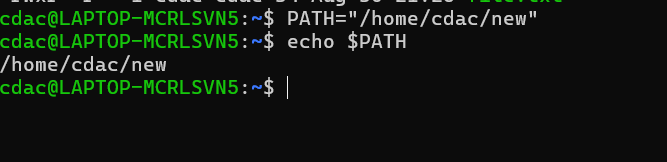 cdac@LAPTOP-MCRLSVN5:~$ PATH="/home/cdac/new"
cdac@LAPTOP-MCRLSVN5:~$ echo $PATH
/home/cdac/new
cdac@LAPTOP-MCRLSVN5:~$